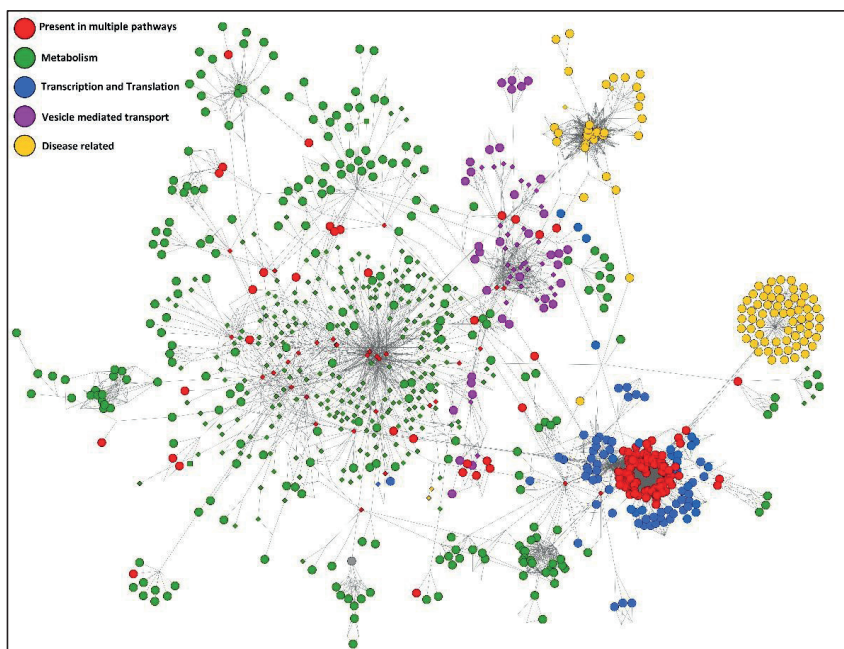 Present in multiple pathways
Metabolism
Transcription and Translation
Vesicle mediated transport
Disease related